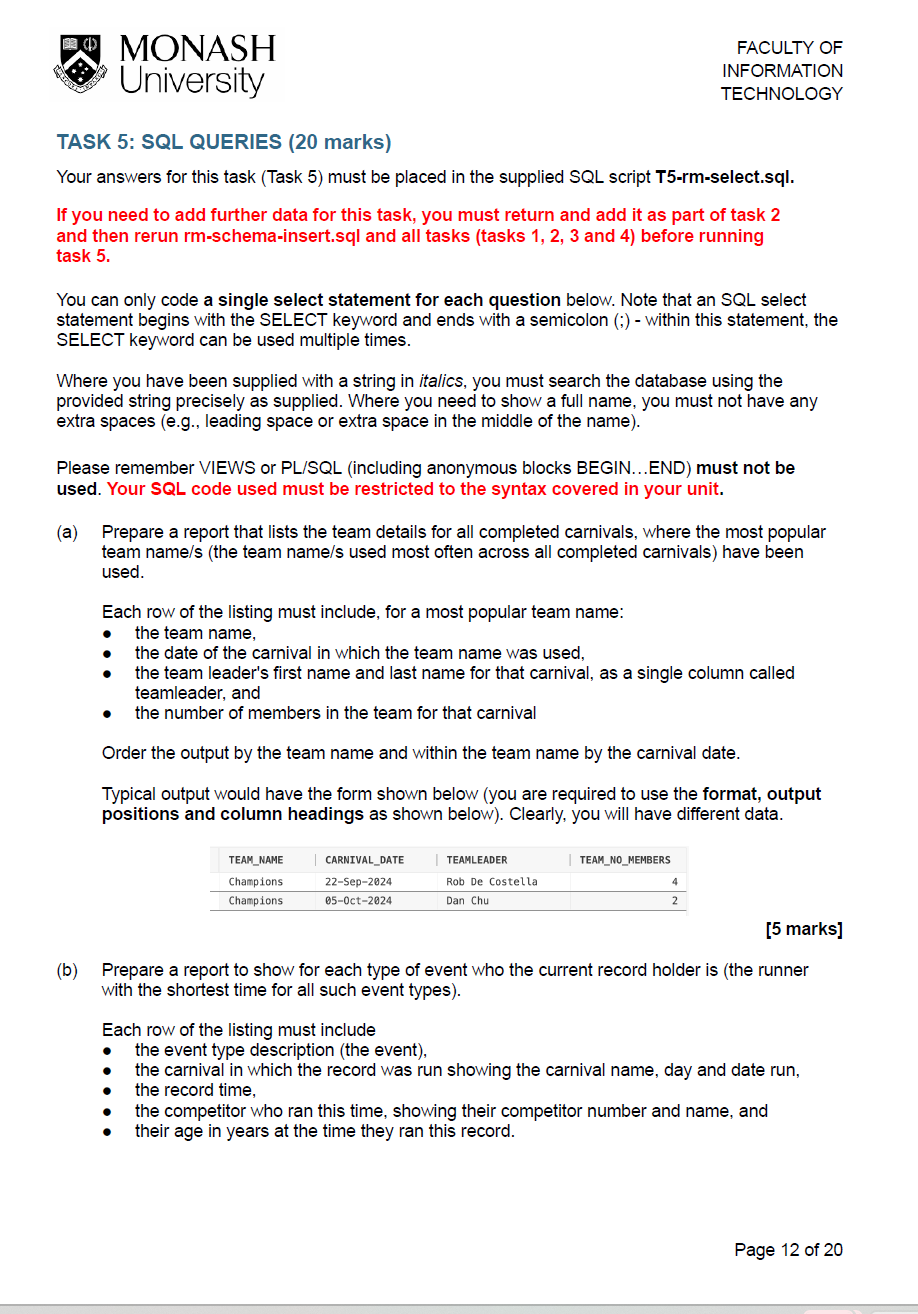 MONASH
University
FACULTY OF
INFORMATION
TECHNOLOGY
TASK 5: SQL QUERIES (20 marks)
Your answers for this task (Task 5) must be placed in the supplied SQL script T5-rm-select.sql.
If you need to add further data for this task, you must return and add it as part of task 2
and then rerun rm-schema-insert.sql and all tasks (tasks 1, 2, 3 and 4) before running
task 5.
You can only code a single select statement for each question below. Note that an SQL select
statement begins with the SELECT keyword and ends with a semicolon (;) - within this statement, the
SELECT keyword can be used multiple times.
Where you have been supplied with a string in italics, you must search the database using the
provided string precisely as supplied. Where you need to show a full name, you must not have any
extra spaces (e.g., leading space or extra space in the middle of the name).
Please remember VIEWS or PL/SQL (including anonymous blocks BEGIN…END) must not be
used. Your SQL code used must be restricted to the syntax covered in your unit.
(a) Prepare a report that lists the team details for all completed carnivals, where the most popular
team name/s (the team name/s used most often across all completed carnivals) have been
used.
Each row of the listing must include, for a most popular team name:
● the team name,
● the date of the carnival in which the team name was used,
● the team leader's first name and last name for that carnival, as a single column called
teamleader, and
● the number of members in the team for that carnival
Order the output by the team name and within the team name by the carnival date.
Typical output would have the form shown below (you are required to use the format, output
positions and column headings as shown below). Clearly, you will have different data.
TEAM_NAME | CARNIVAL_DATE | TEAMLEADER | TEAM_NO_MEMBERS
Champions 22-Sep-2024 Rob De Costella 4
Champions 05-Oct-2024 Dan Chu 2
[5 marks]
(b) Prepare a report to show for each type of event who the current record holder is (the runner
with the shortest time for all such event types).
Each row of the listing must include
● the event type description (the event),
● the carnival in which the record was run showing the carnival name, day and date run,
● the record time,
● the competitor who ran this time, showing their competitor number and name, and
● their age in years at the time they ran this record.
Page 12 of 20